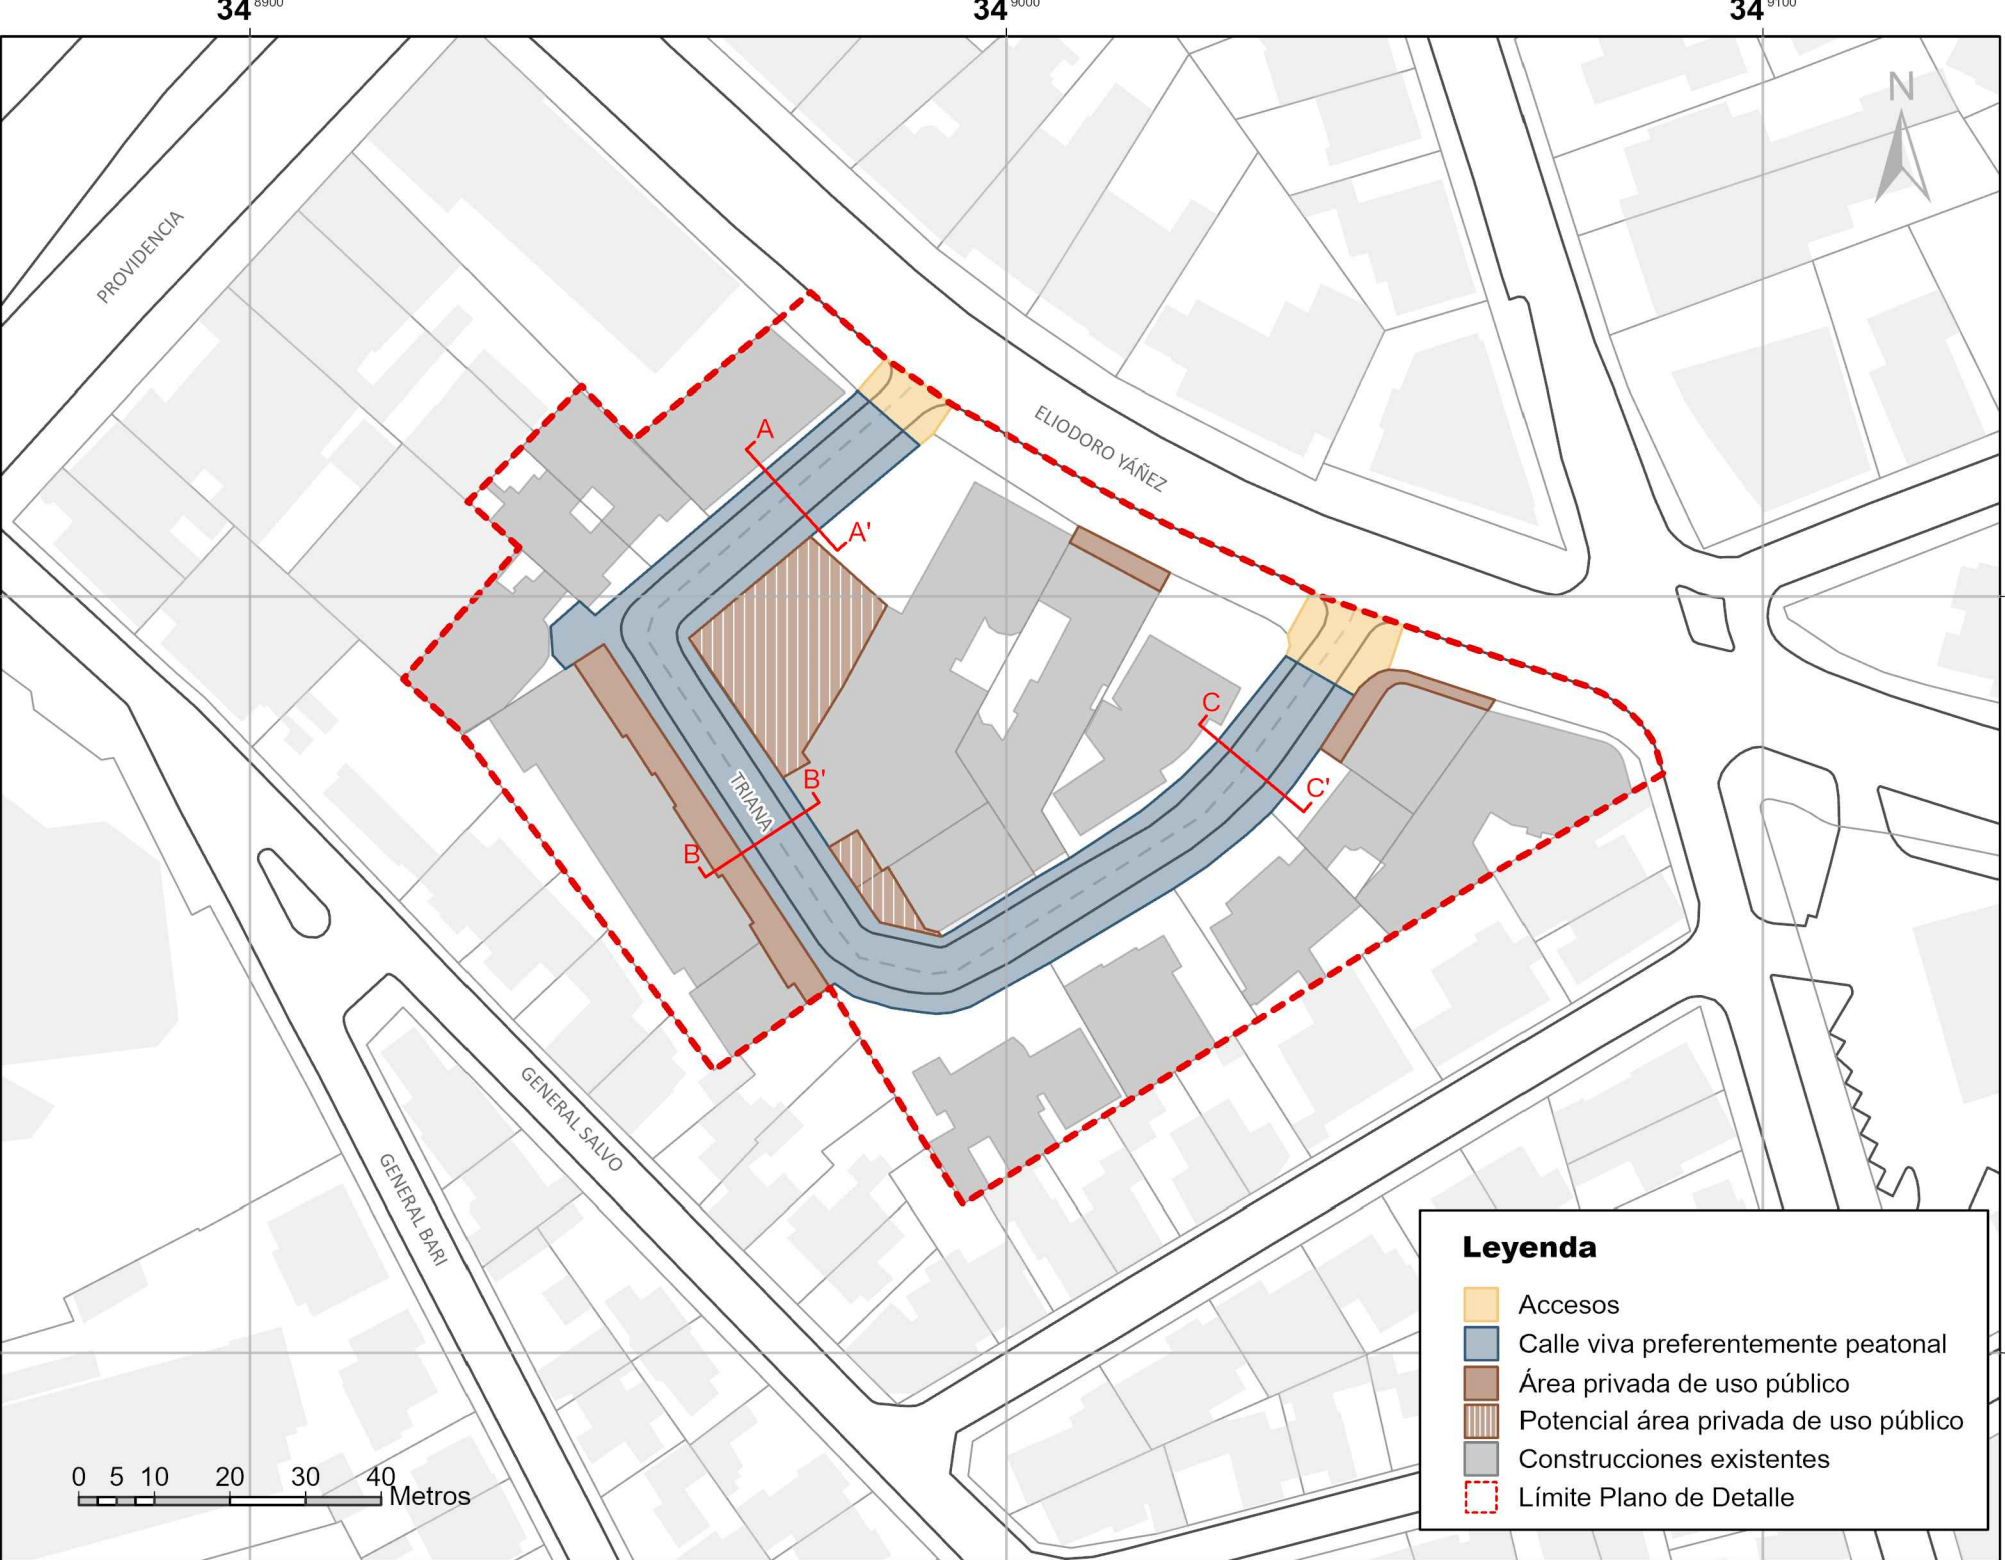 34 8900
34 9000
34 9100
N
PROVIDENCIA
ELIODORO YÁÑEZ
A
A'
C
C'
B'
TRIANA
B
GENERAL SALVO
GENERAL BARI
Leyenda
Accesos
Calle viva preferentemente peatonal
Área privada de uso público
Potencial área privada de uso público
Construcciones existentes
Límite Plano de Detalle
0 5 10 20 30 40 Metros